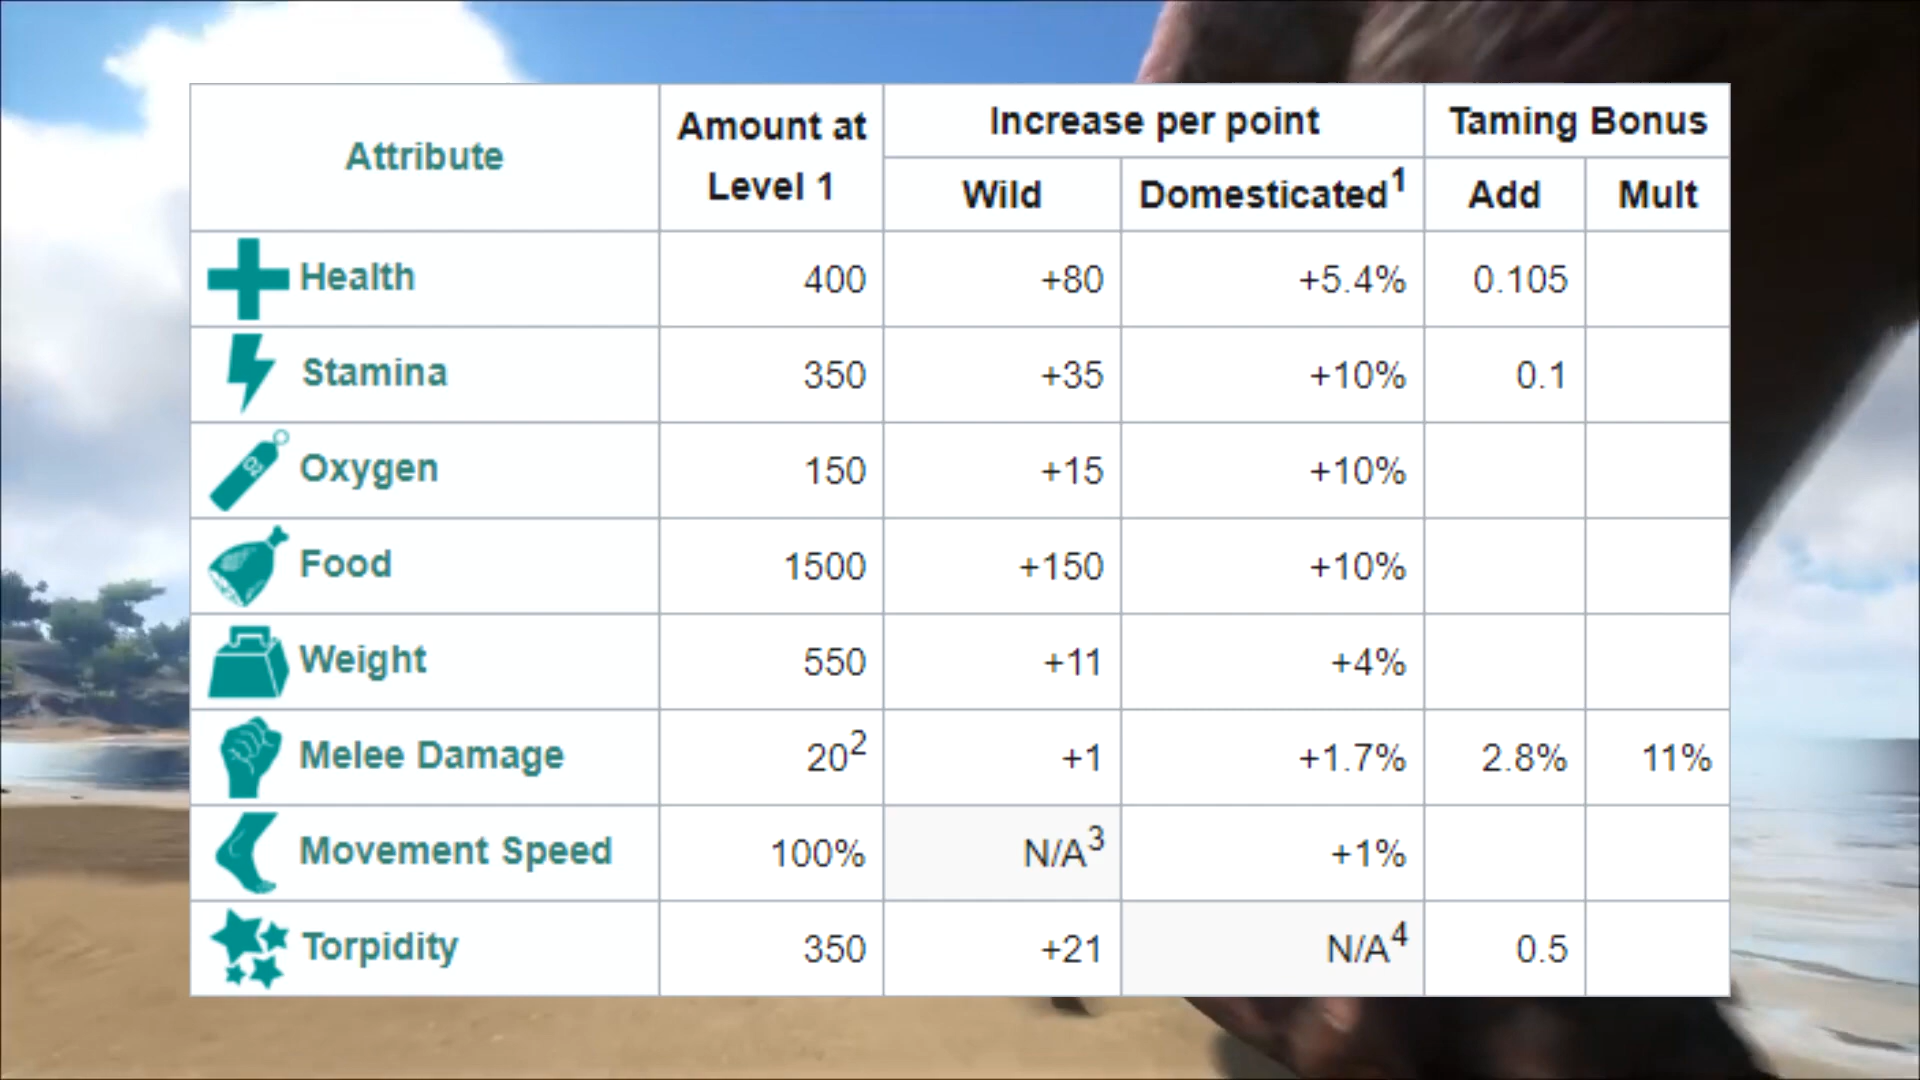 Attribute Amount at Level 1 Increase per point Taming Bonus
Wild Domesticated¹ Add Mult
Health 400 +80 +5.4% 0.105
Stamina 350 +35 +10% 0.1
Oxygen 150 +15 +10%
Food 1500 +150 +10%
Weight 550 +11 +4%
Melee Damage 20² +1 +1.7% 2.8% 11%
Movement Speed 100% N/A³ +1%
Torpidity 350 +21 N/A⁴ 0.5